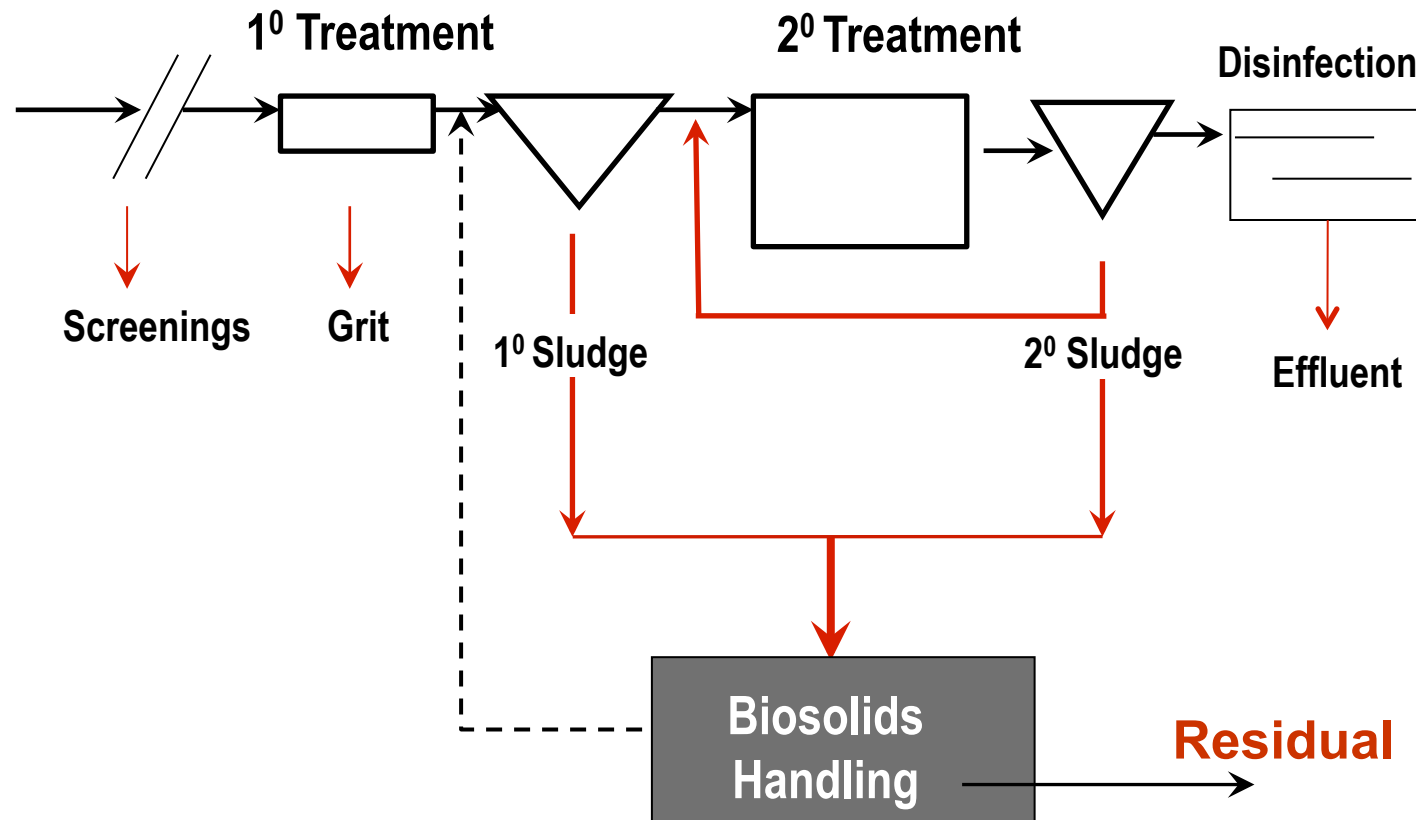 1⁰ Treatment
2⁰ Treatment
Disinfection
Screenings
Grit
1⁰ Sludge
2⁰ Sludge
Effluent
Biosolids
Handling
Residual